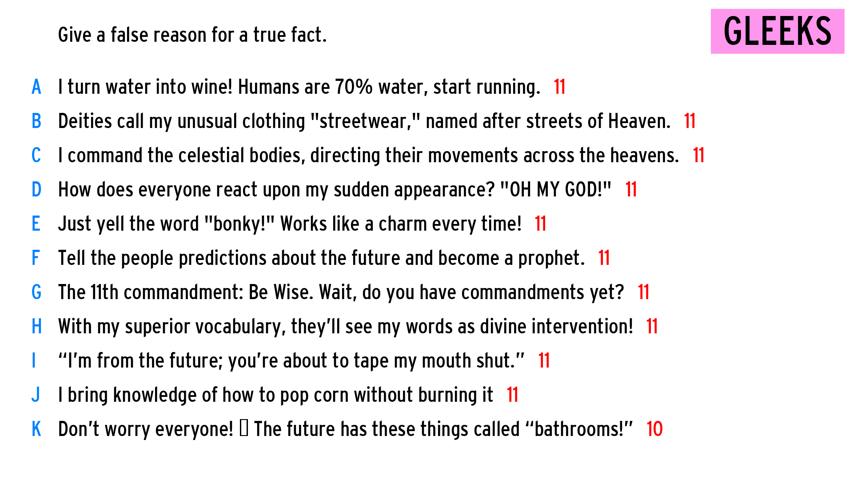 Give a false reason for a true fact.
GLEEKS
A I turn water into wine! Humans are 70% water, start running. 11
B Deities call my unusual clothing "streetwear," named after streets of Heaven. 11
C I command the celestial bodies, directing their movements across the heavens. 11
D How does everyone react upon my sudden appearance? "OH MY GOD!" 11
E Just yell the word "bonky!" Works like a charm every time! 11
F Tell the people predictions about the future and become a prophet. 11
G The 11th commandment: Be Wise. Wait, do you have commandments yet? 11
H With my superior vocabulary, they’ll see my words as divine intervention! 11
I “I’m from the future; you’re about to tape my mouth shut.” 11
J I bring knowledge of how to pop corn without burning it 11
K Don’t worry everyone! The future has these things called “bathrooms!” 10